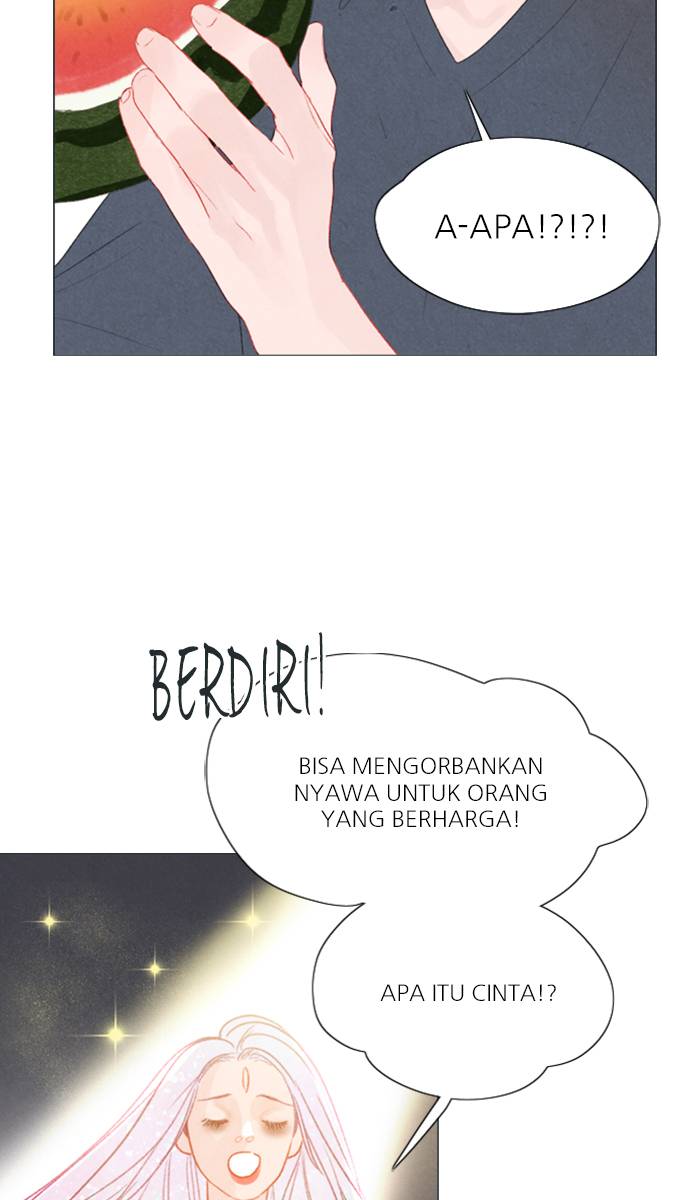 A-APA!?!?!
BERDIRI!
BISA MENGORBANKAN
NYAWA UNTUK ORANG
YANG BERHARGA!
APA ITU CINTA!?